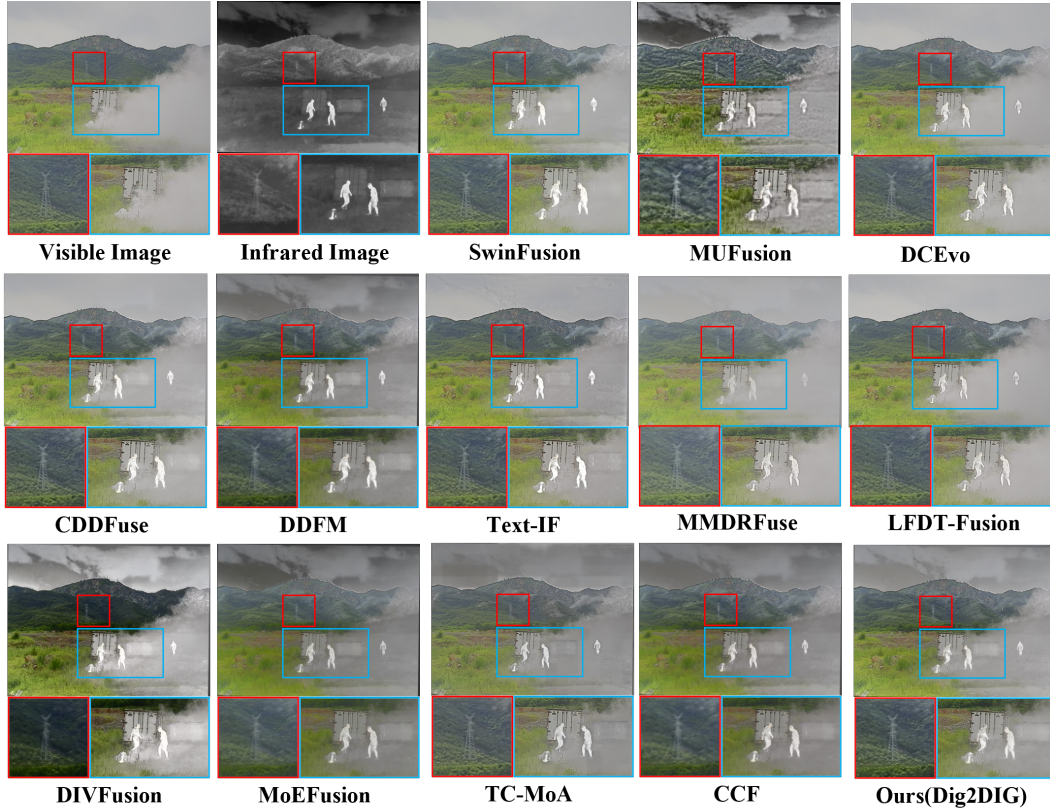 Visible Image
Infrared Image
SwinFusion
MUFusion
DCEvo
CDDFuse
DDFM
Text-IF
MMDRFuse
LFDT-Fusion
DIVFusion
MoEFusion
TC-MoA
CCF
Ours(Dig2DIG)